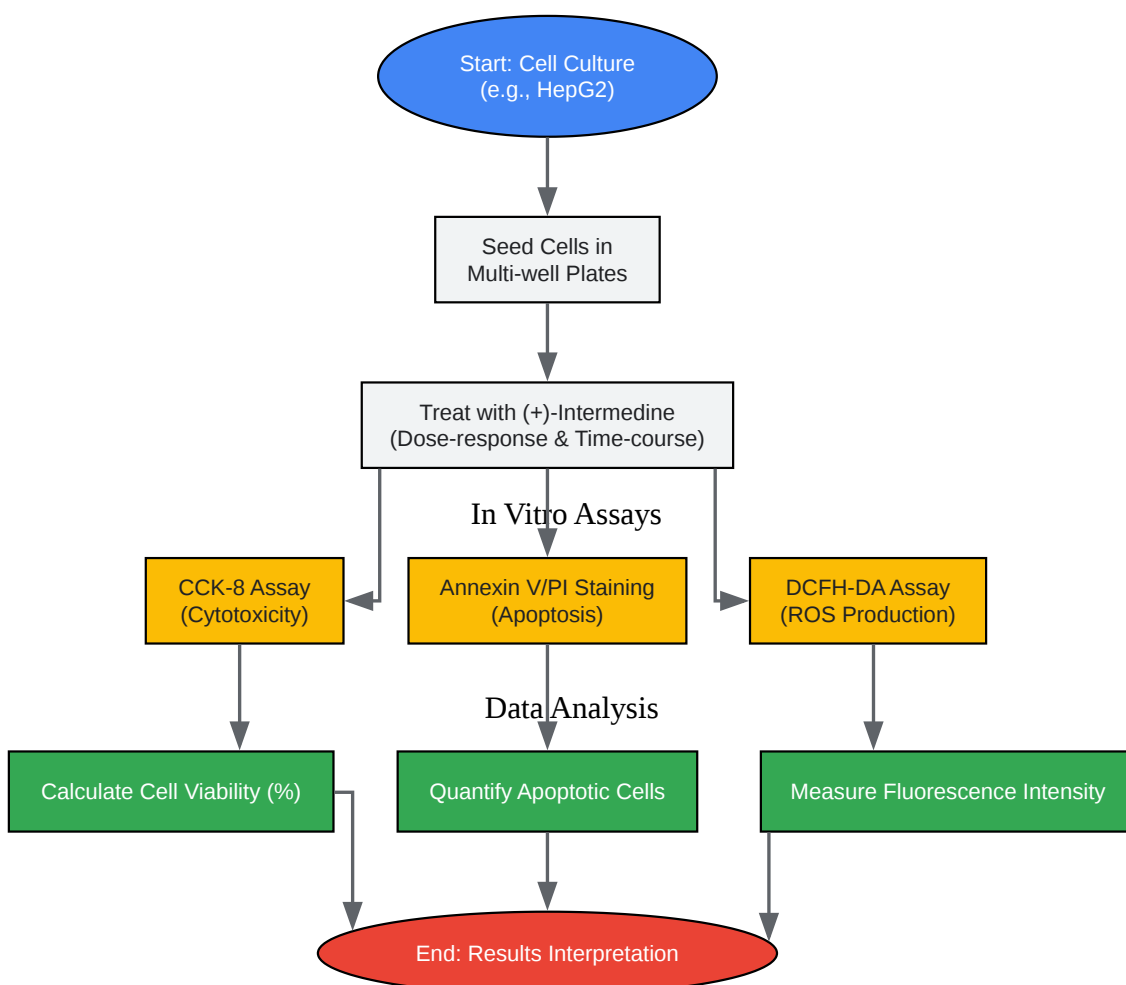 Start: Cell Culture
(e.g., HepG2)
Seed Cells in
Multi-well Plates
Treat with (+)-Intermedine
(Dose-response & Time-course)
In Vitro Assays
CCK-8 Assay
(Cytotoxicity)
Annexin V/PI Staining
(Apoptosis)
DCFH-DA Assay
(ROS Production)
Data Analysis
Calculate Cell Viability (%)
Quantify Apoptotic Cells
Measure Fluorescence Intensity
End: Results Interpretation